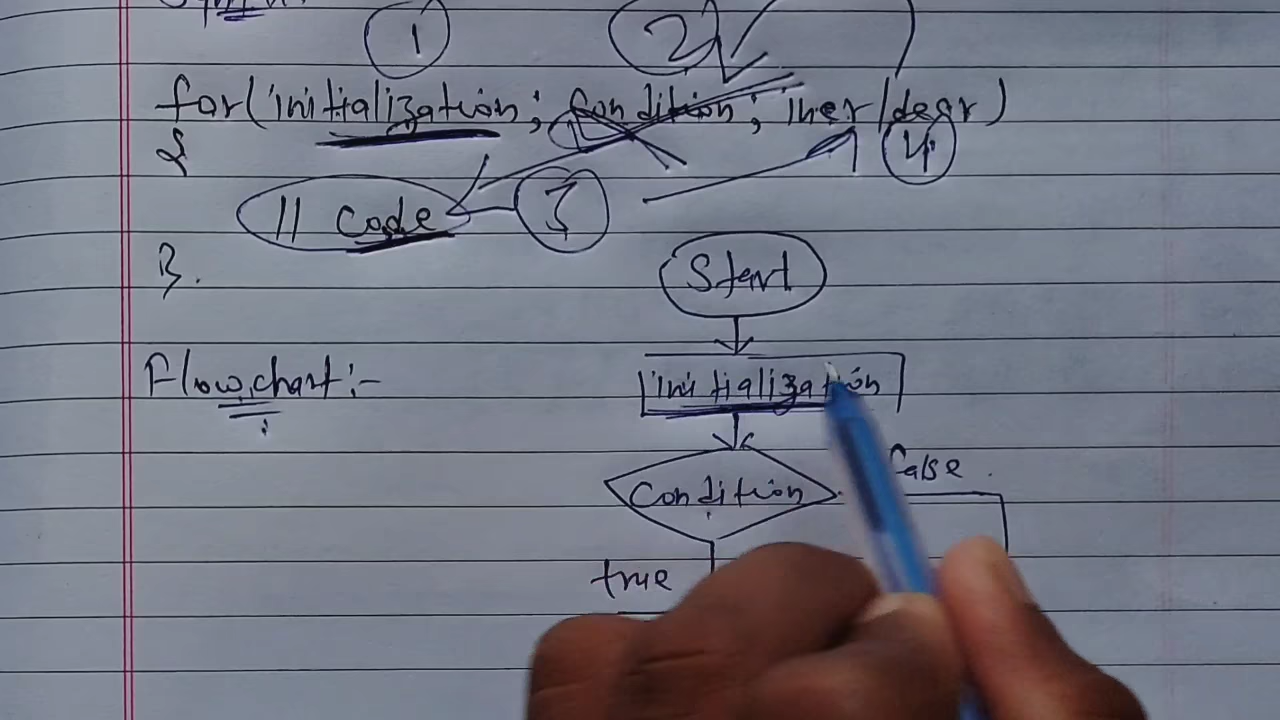 1 2
for(initialization; condition; incr/decr)
{
// code 3 4
}.
Start
Flowchart:-
initialization
false.
Condition
true